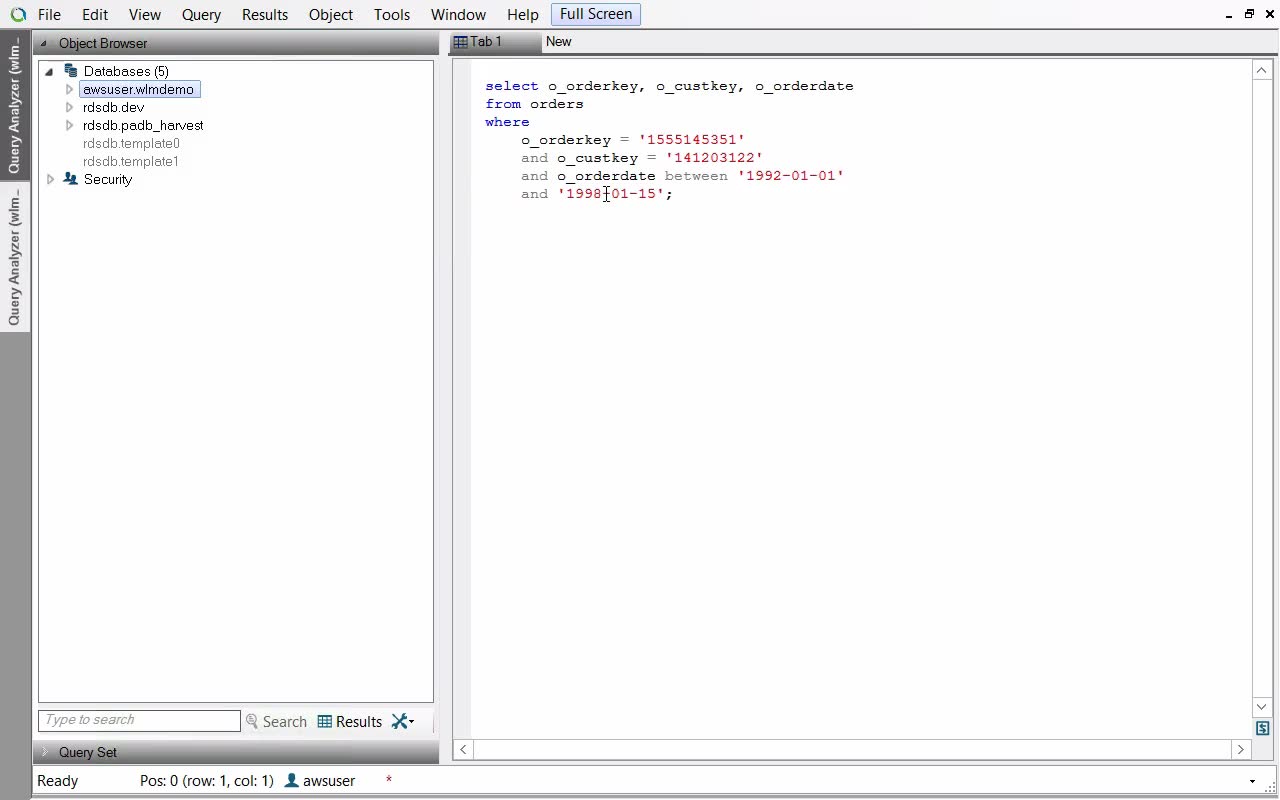 File Edit View Query Results Object Tools Window Help Full Screen
Query Analyzer (wlm...
Query Analyzer (wlm...
Object Browser
Databases (5)
awsuser.wlmdemo
rdsdb.dev
rdsdb.padb_harvest
rdsdb.template0
rdsdb.template1
Security
Type to search Search Results
Query Set
Tab 1 New
select o_orderkey, o_custkey, o_orderdate
from orders
where
o_orderkey = '1555145351'
and o_custkey = '141203122'
and o_orderdate between '1992-01-01'
and '1998-01-15';
Ready Pos: 0 (row: 1, col: 1) awsuser *